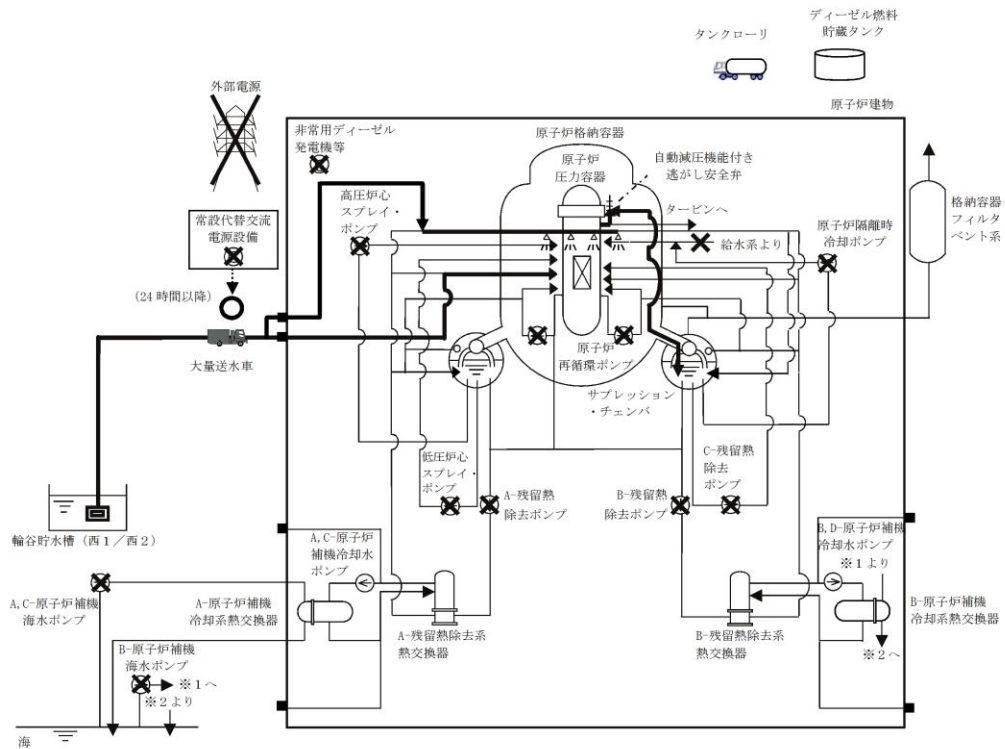 ディーゼル燃料
貯蔵タンク
タンクローリ
外部電源
原子炉建物
非常用ディーゼル
発電機等
原子炉格納容器
原子炉
圧力容器
自動減圧機能付き
逃がし安全弁
高圧炉心
スプレイ・
ポンプ
タービンへ
常設代替交流
電源設備
給水系より
原子炉隔離時
冷却ポンプ
格納容器
フィルタ
ベント系
(24時間以降)
大量送水車
原子炉
再循環ポンプ
サプレッション
・チェンバ
低圧炉心
スプレイ・
ポンプ
A-残留熱
除去ポンプ
B-残留熱
除去ポンプ
C-残留熱
除去
ポンプ
輪谷貯水槽(西1/西2)
A,C-原子炉
補機冷却水
ポンプ
B,D-原子炉補機
冷却水ポンプ
※1より
A,C-原子炉補機
海水ポンプ
A-原子炉補機
冷却系熱交換器
A-残留熱除去系
熱交換器
B-残留熱除去系
熱交換器
B-原子炉補機
冷却系熱交換器
※2へ
B-原子炉補機
海水ポンプ
※1へ
※2より
海